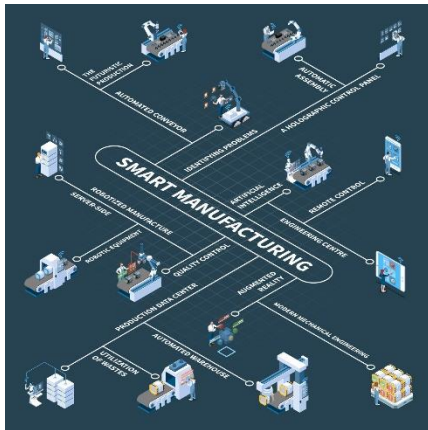 THE FUTURISTIC
PRODUCTION
AUTOMATIC
ASSEMBLY
AUTOMATED CONVEYOR
IDENTIFYING PROBLEMS
A HOLOGRAPHIC CONTROL PANEL
SMART MANUFACTURING
ARTIFICIAL
INTELLIGENCE
REMOTE CONTROL
ROBOTIZED MANUFACTURE
SERVER-SIDE
ENGINEERING CENTRE
ROBOTIC EQUIPMENT
QUALITY CONTROL
PRODUCTION DATA CENTER
AUGMENTED
REALITY
MODERN MECHANICAL ENGINEERING
UTILIZATION
OF WASTES
AUTOMATED WAREHOUSE